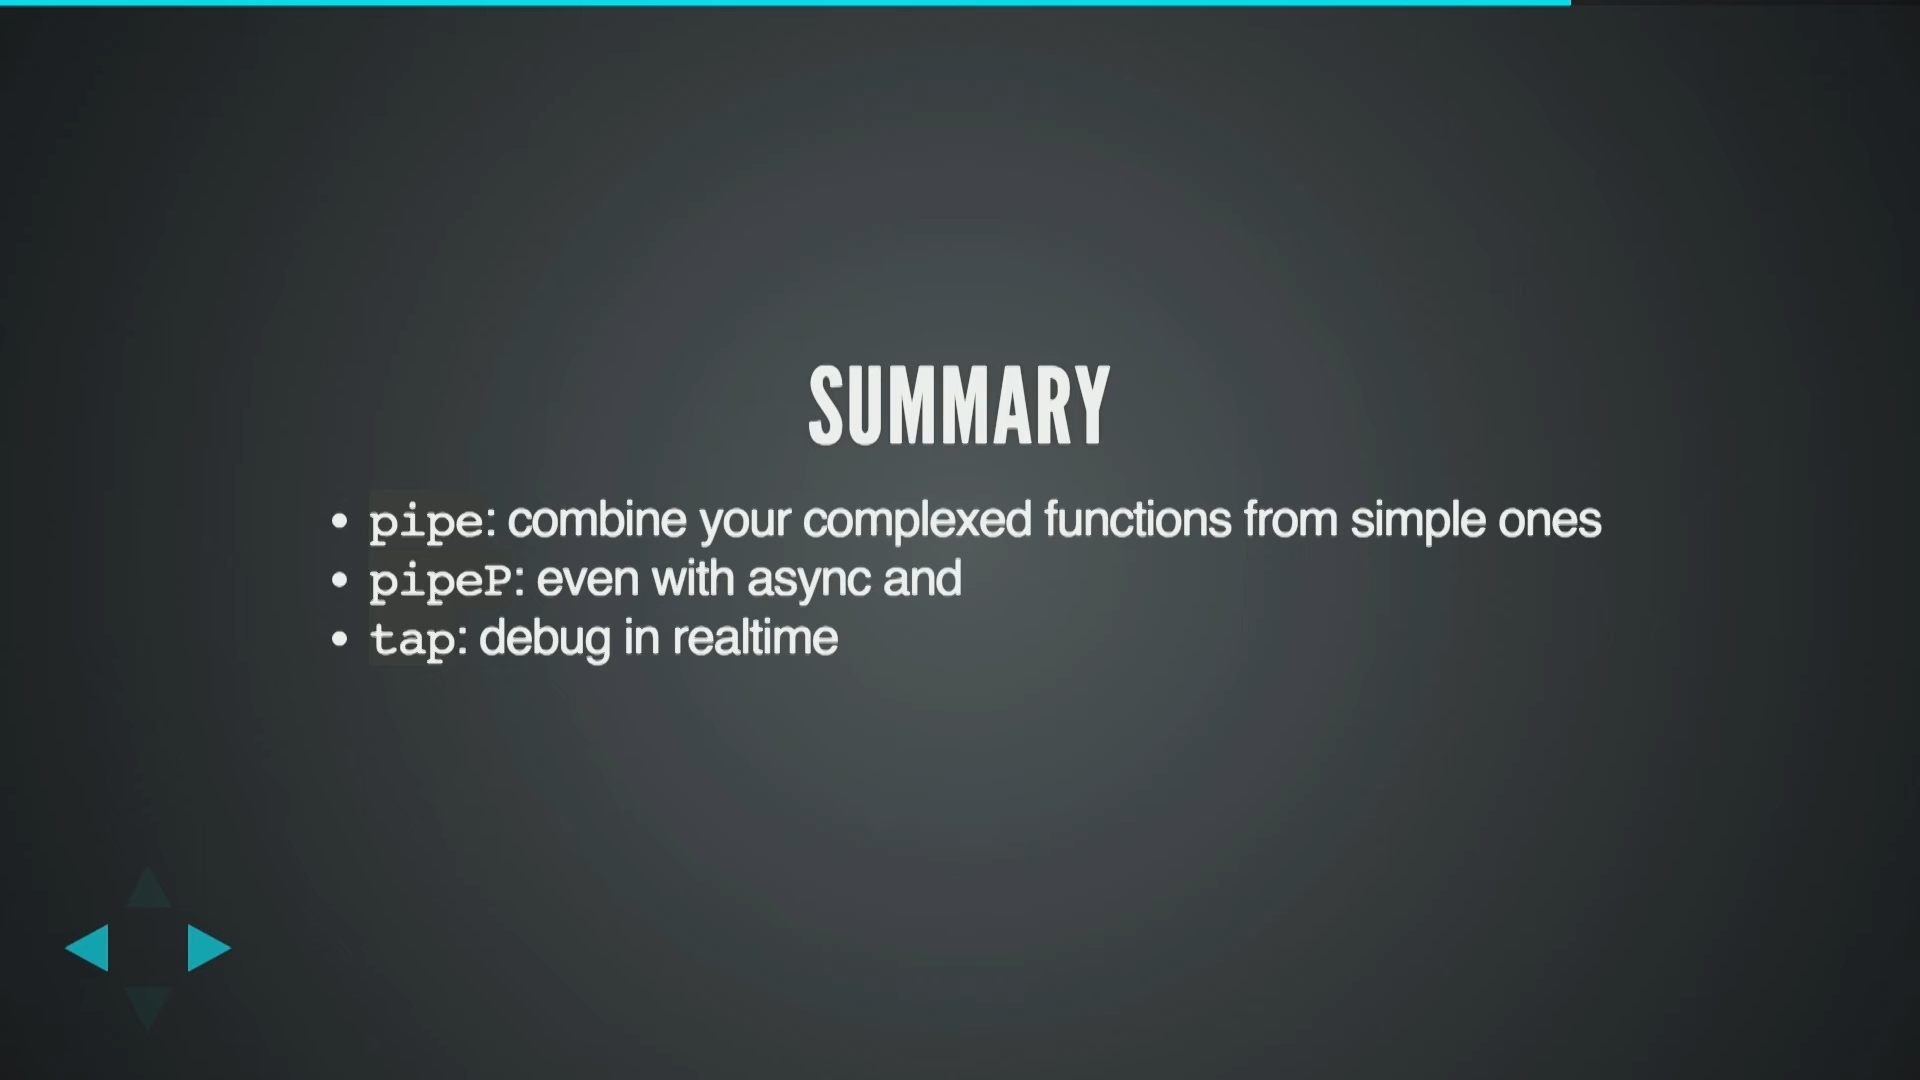 SUMMARY
• pipe: combine your complexed functions from simple ones
• pipeP: even with async and
• tap: debug in realtime